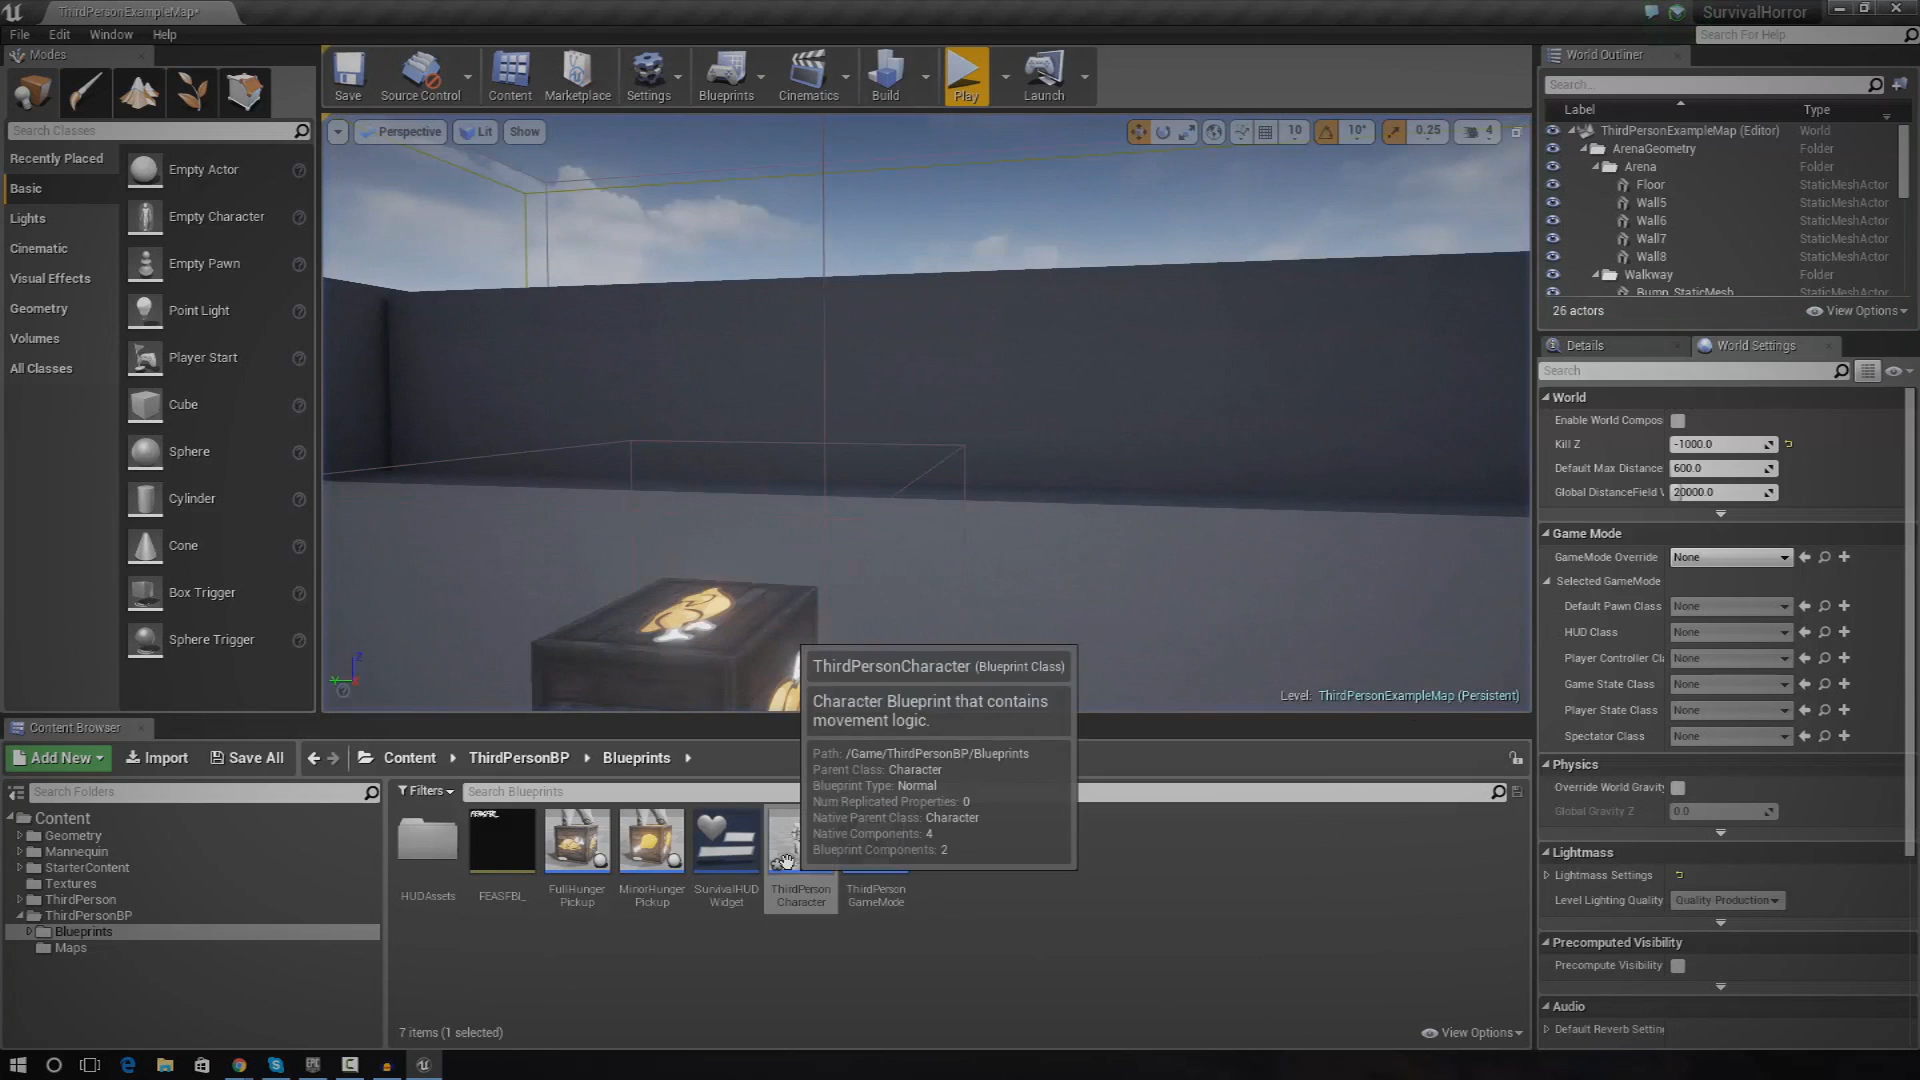 ThirdPersonExampleMap*
SurvivalHorror
File Edit Window Help
Search For Help
Modes
Save Source Control Content Marketplace Settings Blueprints Cinematics Build Play Launch
World Outliner
Search...
Label Type
Search Classes
Perspective Lit Show 10 10° 0.25 4
Recently Placed
Basic
Lights
Cinematic
Visual Effects
Geometry
Volumes
All Classes
Empty Actor
Empty Character
Empty Pawn
Point Light
Player Start
Cube
Sphere
Cylinder
Cone
Box Trigger
Sphere Trigger
ThirdPersonExampleMap (Editor) World
ArenaGeometry Folder
Arena Folder
Floor StaticMeshActor
Wall5 StaticMeshActor
Wall6 StaticMeshActor
Wall7 StaticMeshActor
Wall8 StaticMeshActor
Walkway Folder
Bump_StaticMesh StaticMeshActor
26 actors View Options
Details World Settings
Search
World
Enable World Compos
Kill Z -1000.0
Default Max Distance 600.0
Global DistanceField V 20000.0
Game Mode
GameMode Override None
Selected GameMode
Default Pawn Class None
HUD Class None
Player Controller Cl None
Game State Class None
Player State Class None
Spectator Class None
Physics
Override World Gravit
Global Gravity Z 0.0
Lightmass
Lightmass Settings
Level Lighting Quality Quality Production
Precomputed Visibility
Precompute Visibility
Audio
Default Reverb Settin
Level: ThirdPersonExampleMap (Persistent)
ThirdPersonCharacter (Blueprint Class)
Character Blueprint that contains
movement logic.
Path: /Game/ThirdPersonBP/Blueprints
Parent Class: Character
Blueprint Type: Normal
Num Replicated Properties: 0
Native Parent Class: Character
Native Components: 4
Blueprint Components: 2
Content Browser
Add New Import Save All Content ThirdPersonBP Blueprints
Search Folders
Filters Search Blueprints
Content
Geometry
Mannequin
StarterContent
Textures
ThirdPerson
ThirdPersonBP
Blueprints
Maps
HUDAssets
FEASFBI_
FullHunger
Pickup
MinorHunger
Pickup
SurvivalHUD
Widget
ThirdPerson
Character
ThirdPerson
GameMode
7 items (1 selected) View Options